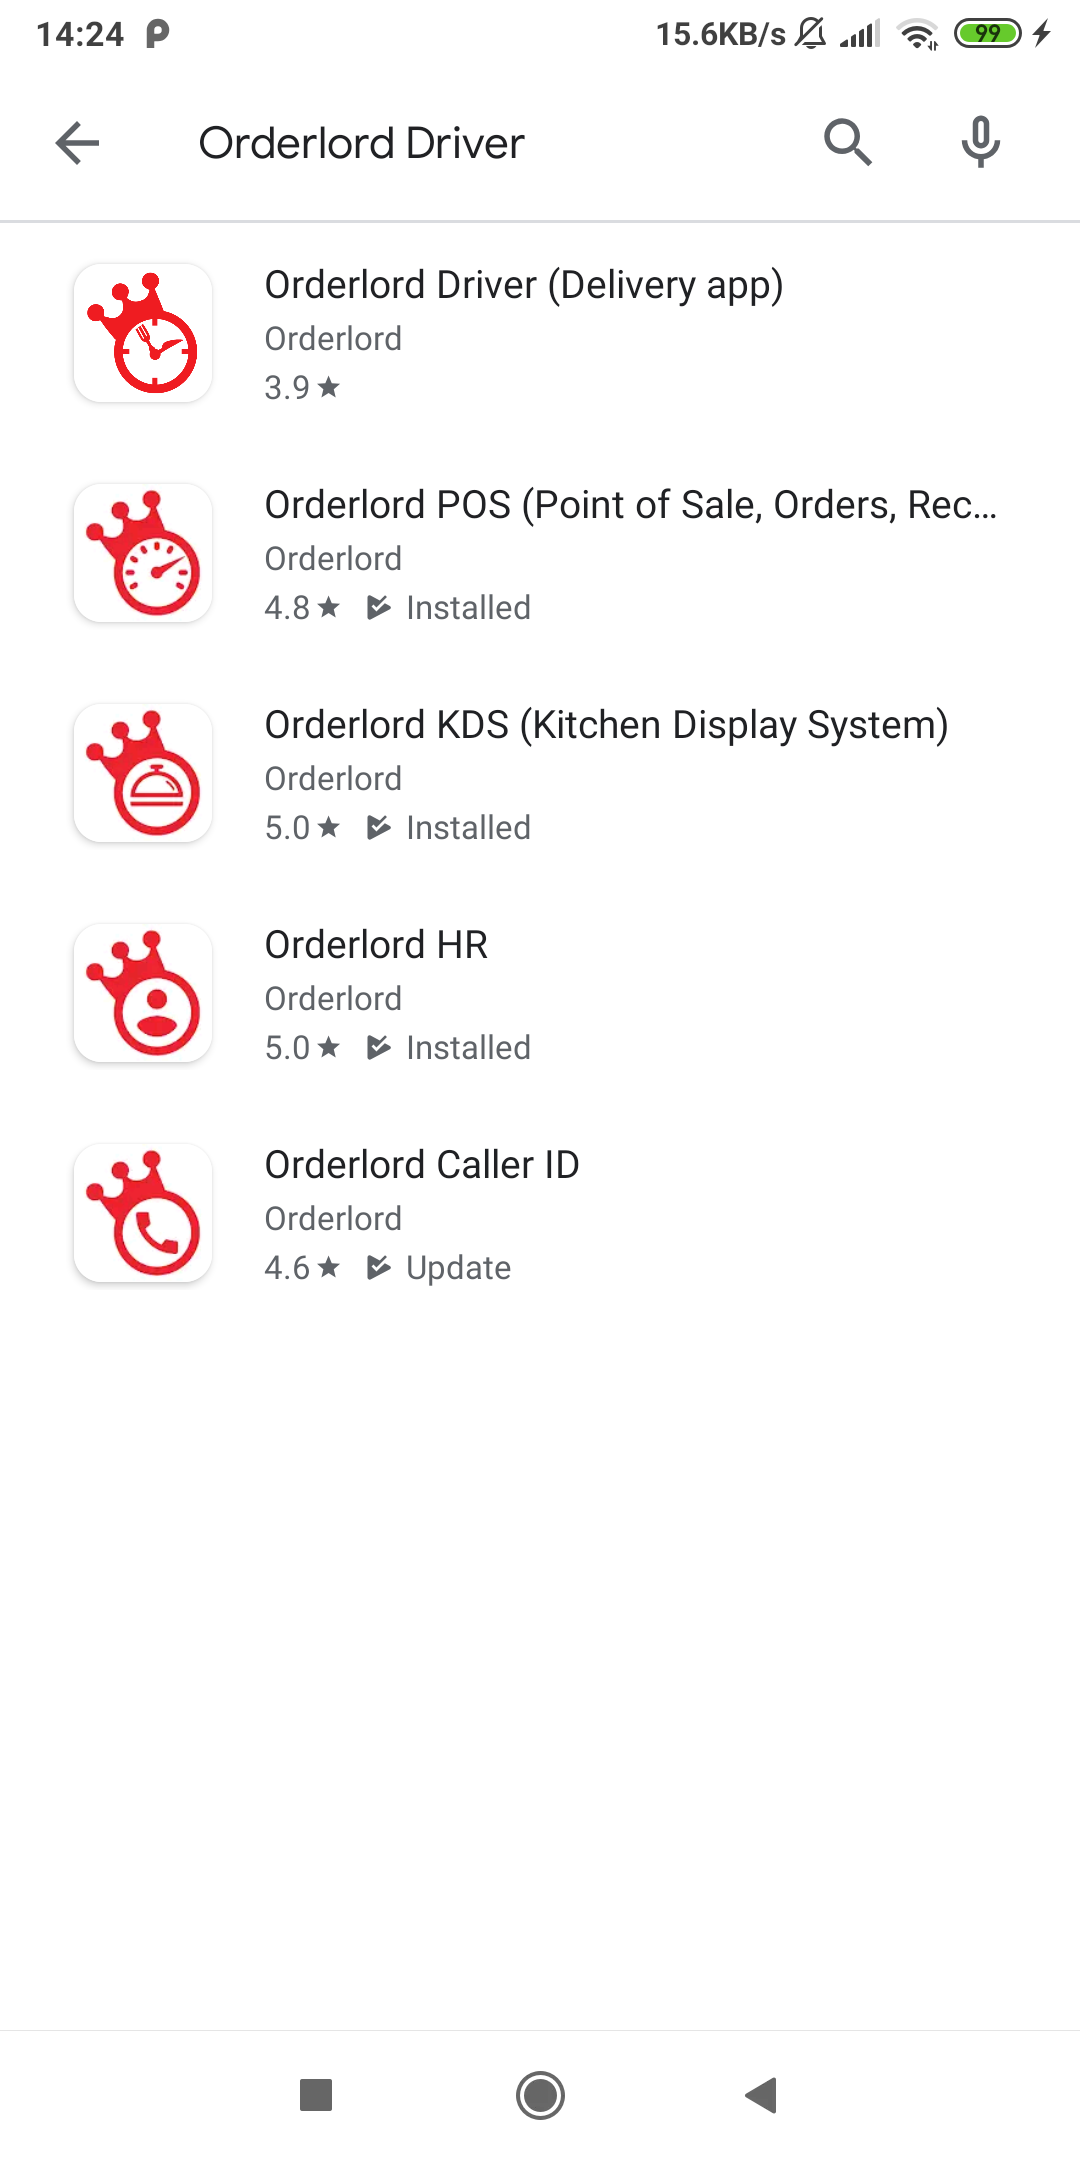 14:24 15.6KB/s 99
Orderlord Driver
Orderlord Driver (Delivery app)
Orderlord
3.9
Orderlord POS (Point of Sale, Orders, Rec...
Orderlord
4.8 Installed
Orderlord KDS (Kitchen Display System)
Orderlord
5.0 Installed
Orderlord HR
Orderlord
5.0 Installed
Orderlord Caller ID
Orderlord
4.6 Update